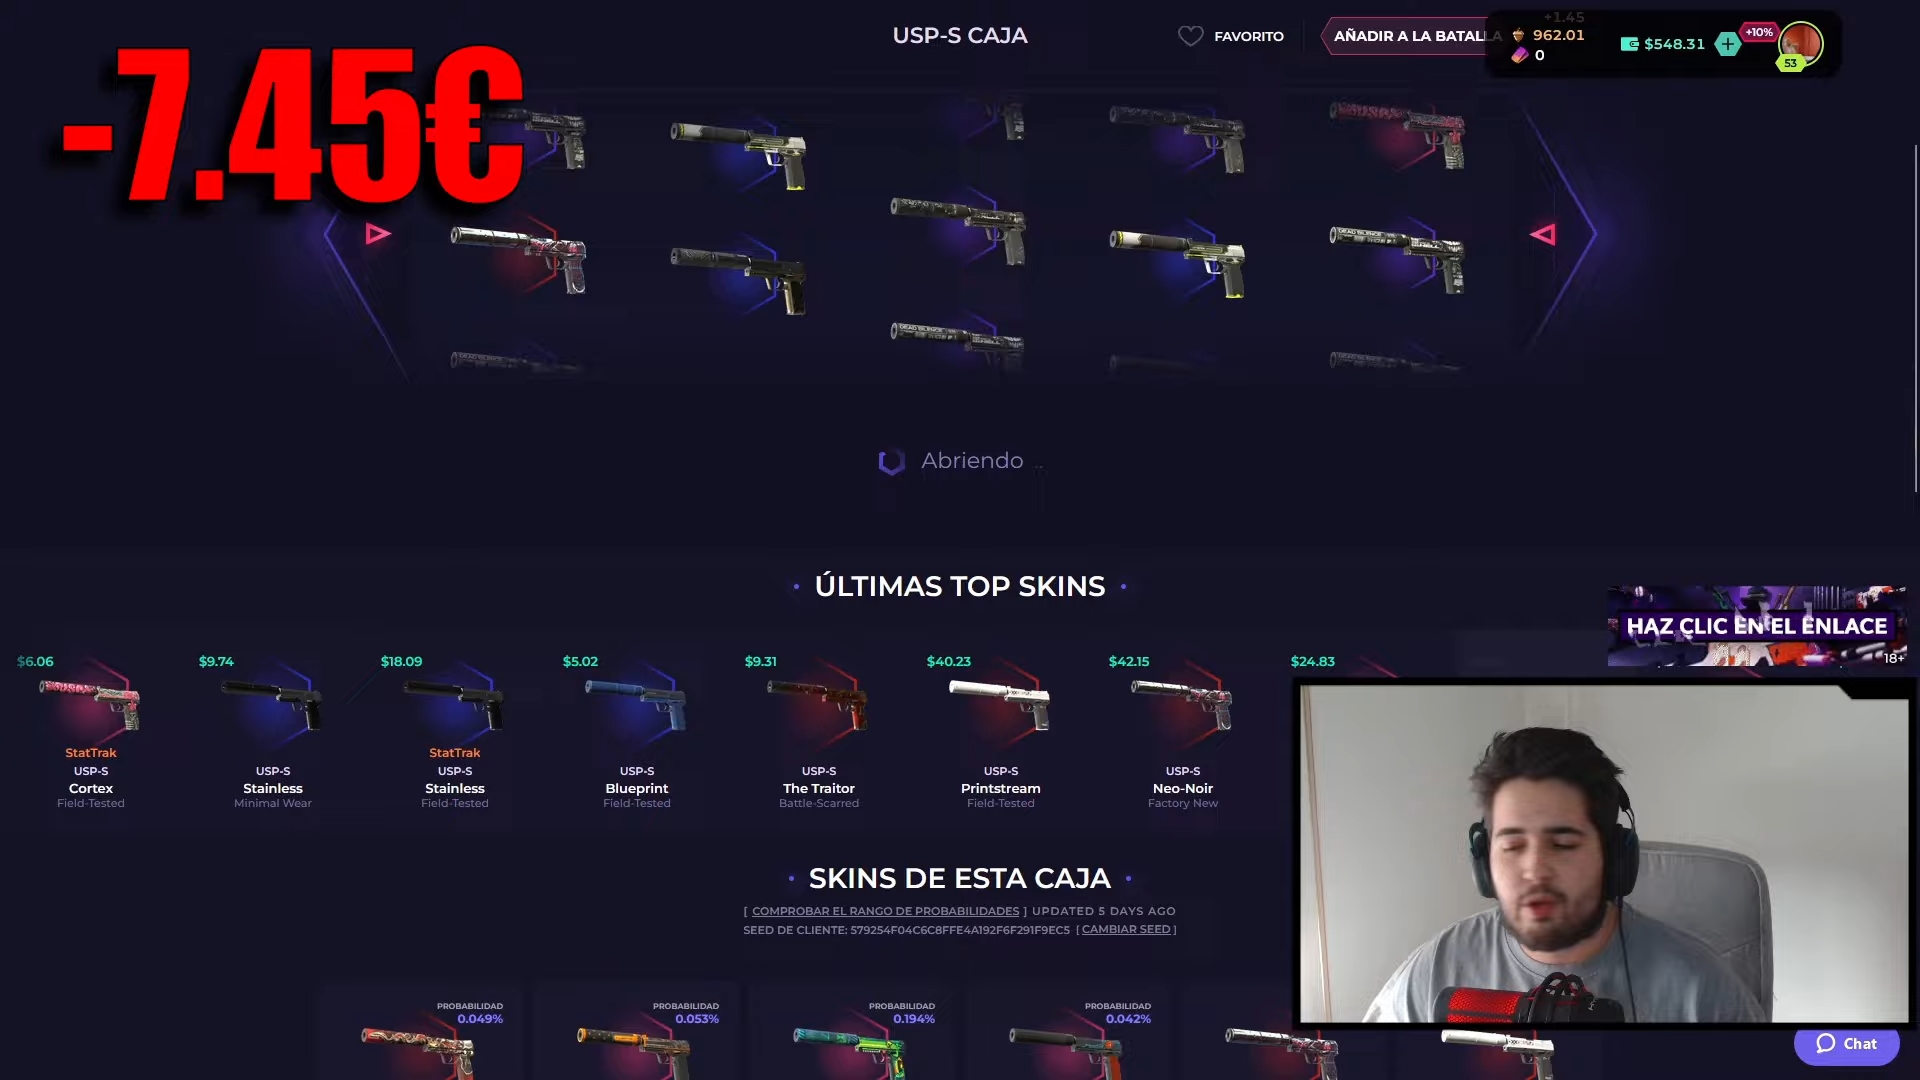 -7.45€
USP-S CAJA
FAVORITO
AÑADIR A LA BATALLA
+1.45
962.01
0
$548.31
+10%
53
Abriendo ...
ÚLTIMAS TOP SKINS
HAZ CLIC EN EL ENLACE
18+
$6.06
StatTrak
USP-S
Cortex
Field-Tested
$9.74
USP-S
Stainless
Minimal Wear
$18.09
StatTrak
USP-S
Stainless
Field-Tested
$5.02
USP-S
Blueprint
Field-Tested
$9.31
USP-S
The Traitor
Battle-Scarred
$40.23
USP-S
Printstream
Field-Tested
$42.15
USP-S
Neo-Noir
Factory New
$24.83
SKINS DE ESTA CAJA
[ COMPROBAR EL RANGO DE PROBABILIDADES ] UPDATED 5 DAYS AGO
SEED DE CLIENTE: 579254F04C6C8FFE4A192F6F291F9EC5 [ CAMBIAR SEED ]
PROBABILIDAD
0.049%
PROBABILIDAD
0.053%
PROBABILIDAD
0.194%
PROBABILIDAD
0.042%
Chat